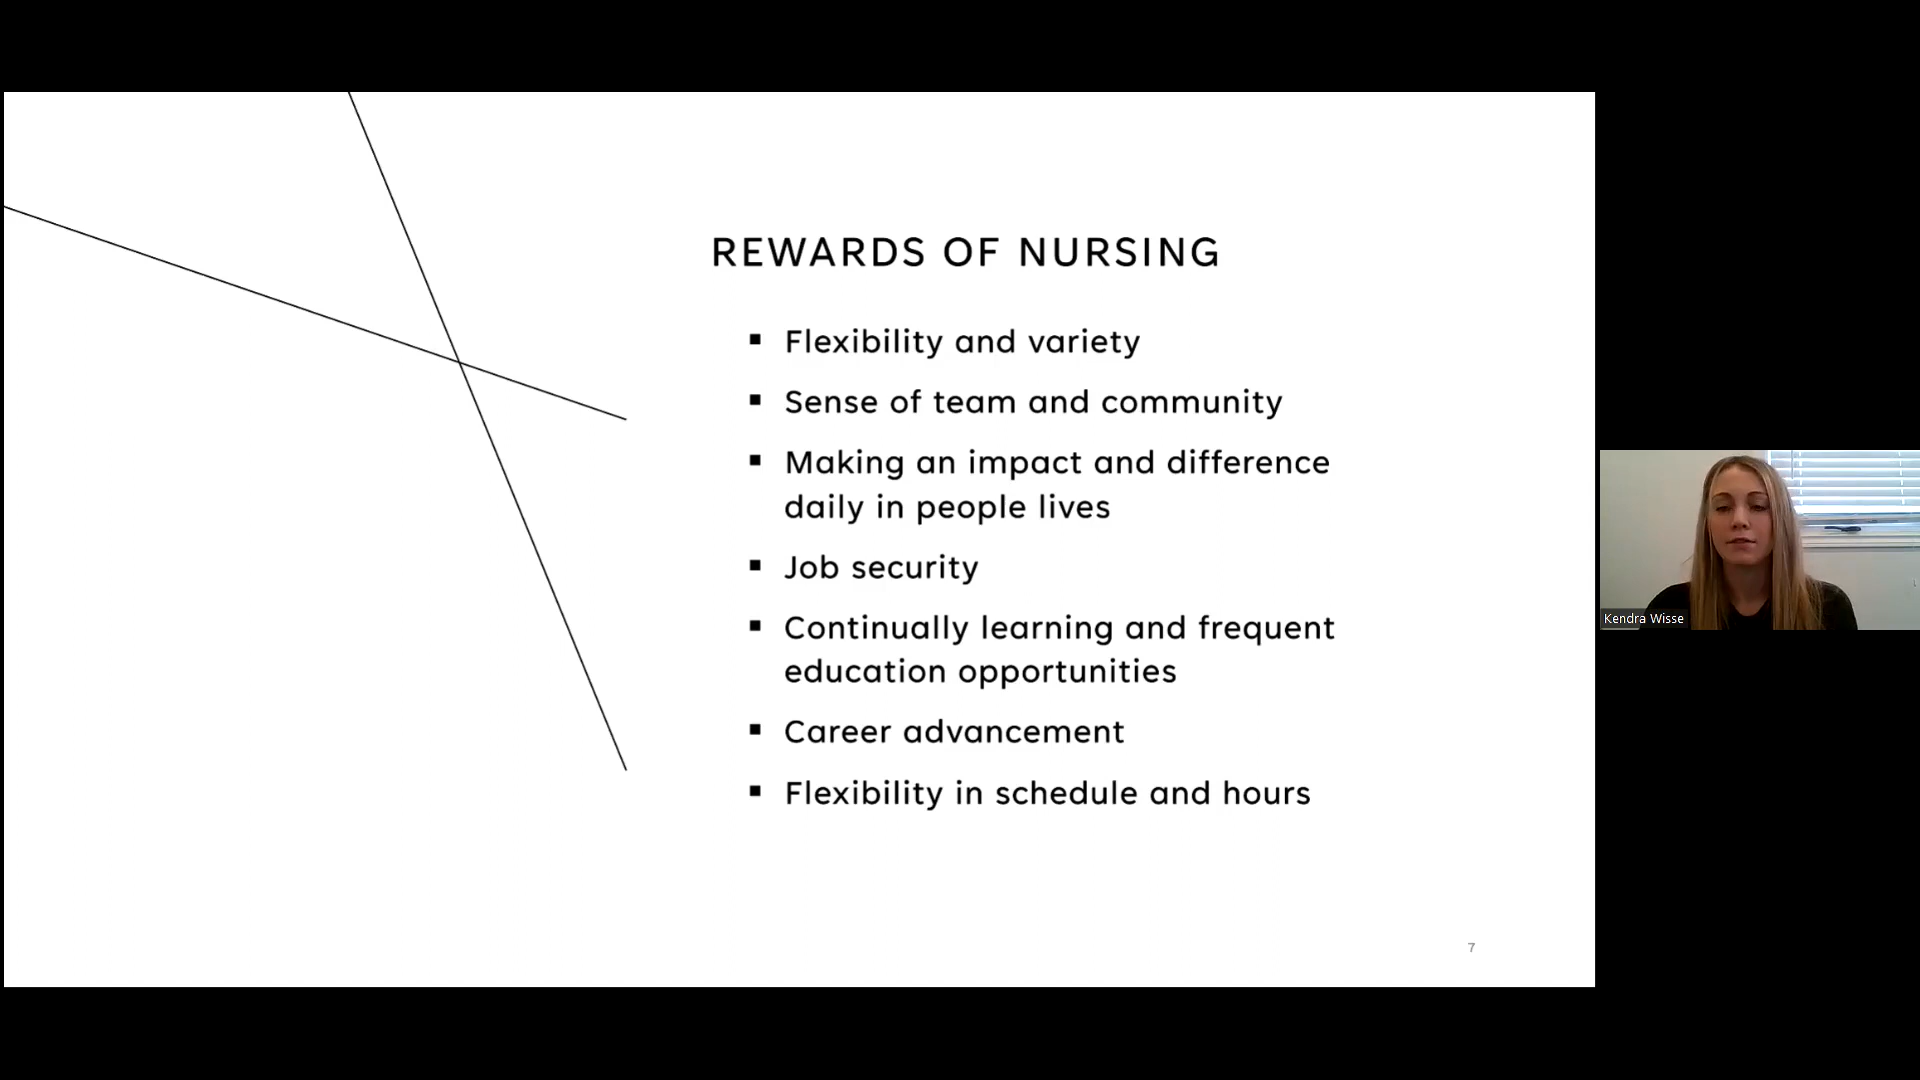 REWARDS OF NURSING
▪ Flexibility and variety
▪ Sense of team and community
▪ Making an impact and difference
daily in people lives
▪ Job security
▪ Continually learning and frequent
education opportunities
▪ Career advancement
▪ Flexibility in schedule and hours
7
Kendra Wisse